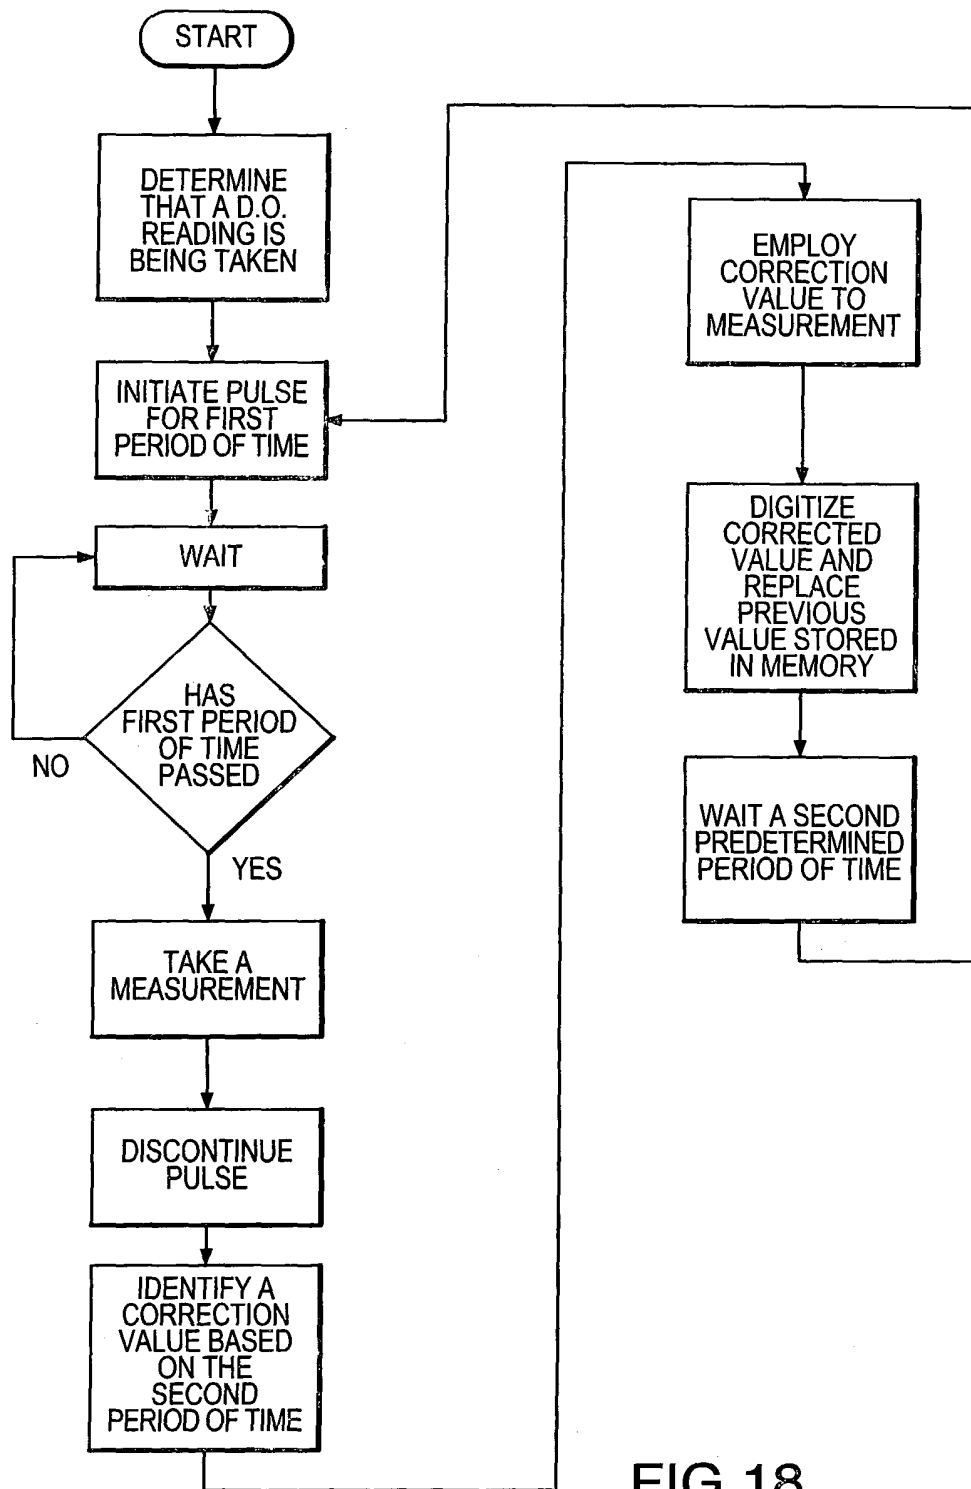 START
DETERMINE
THAT A D.O.
READING IS
BEING TAKEN
INITIATE PULSE
FOR FIRST
PERIOD OF TIME
WAIT
HAS
FIRST PERIOD
OF TIME
PASSED
NO
YES
TAKE A
MEASUREMENT
DISCONTINUE
PULSE
IDENTIFY A
CORRECTION
VALUE BASED
ON THE
SECOND
PERIOD OF TIME
EMPLOY
CORRECTION
VALUE TO
MEASUREMENT
DIGITIZE
CORRECTED
VALUE AND
REPLACE
PREVIOUS
VALUE STORED
IN MEMORY
WAIT A SECOND
PREDETERMINED
PERIOD OF TIME
FIG.18